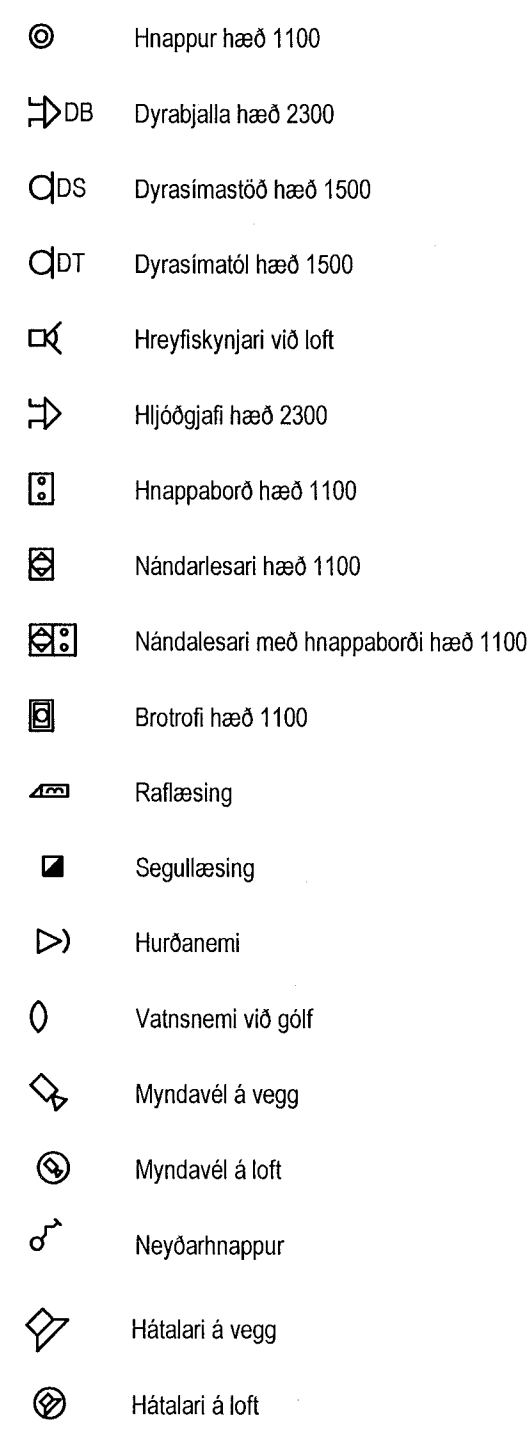 Hnappur hæð 1100
DB Dyrabjalla hæð 2300
DS Dyrasímastöð hæð 1500
DT Dyrasímatól hæð 1500
Hreyfiskynjari við loft
Hljóðgjafi hæð 2300
Hnappaborð hæð 1100
Nándarlesari hæð 1100
Nándalesari með hnappaborði hæð 1100
Brotrofi hæð 1100
Raflæsing
Segullæsing
Hurðanemi
Vatnsnemi við gólf
Myndavél á vegg
Myndavél á loft
Neyðarhnappur
Hátalari á vegg
Hátalari á loft